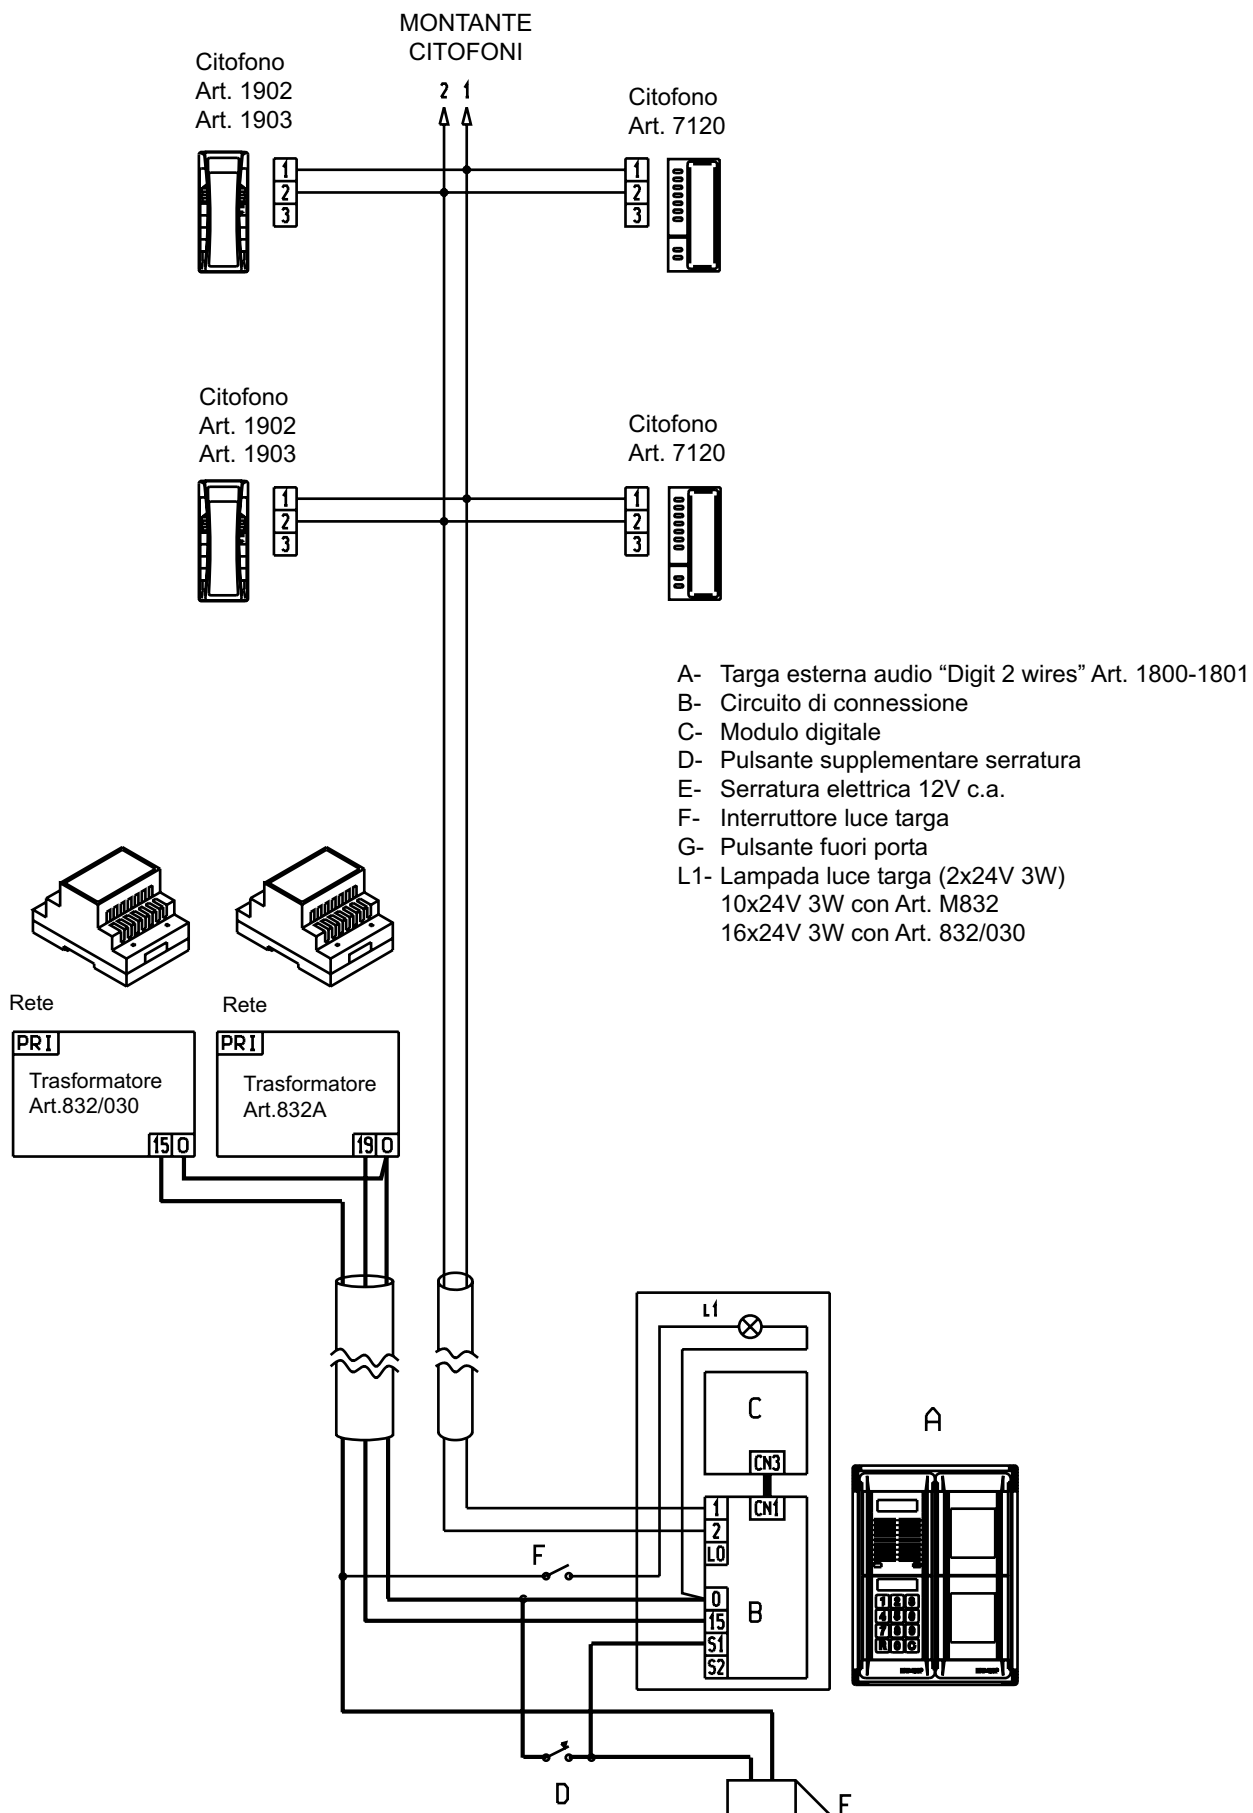 MONTANTE
CITOFONI
2 1
Citofono
Art. 1902
Art. 1903
Citofono
Art. 7120
1
2
3
1
2
3
Citofono
Art. 1902
Art. 1903
Citofono
Art. 7120
1
2
3
1
2
3
A- Targa esterna audio “Digit 2 wires” Art. 1800-1801
B- Circuito di connessione
C- Modulo digitale
D- Pulsante supplementare serratura
E- Serratura elettrica 12V c.a.
F- Interruttore luce targa
G- Pulsante fuori porta
L1- Lampada luce targa (2x24V 3W)
10x24V 3W con Art. M832
16x24V 3W con Art. 832/030
Rete
Rete
PRI
Trasformatore
Art.832/030
15 0
PRI
Trasformatore
Art.832A
19 0
L1
C
CN3
CN1
1
2
L0
0
15
S1
S2
B
A
F
D